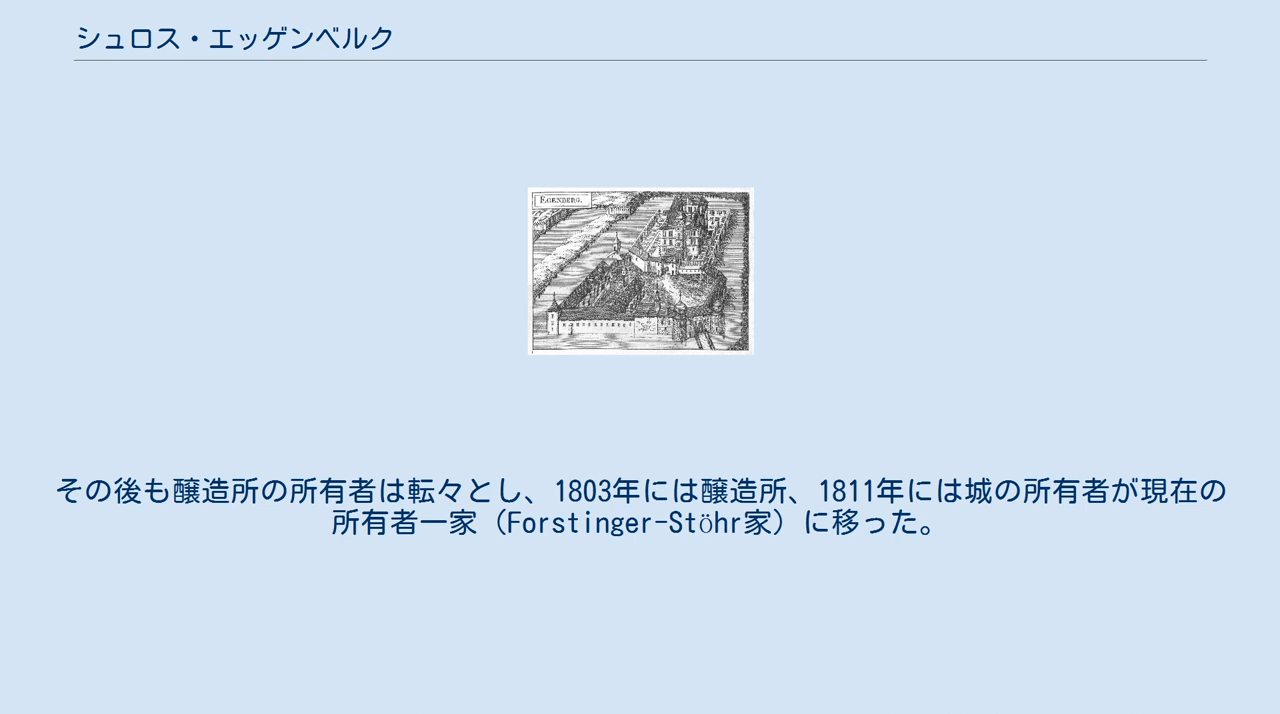 シュロス・エッゲンベルク
EGENBERG.
その後も醸造所の所有者は転々とし、1803年には醸造所、1811年には城の所有者が現在の
所有者一家（Forstinger-Stöhr家）に移った。